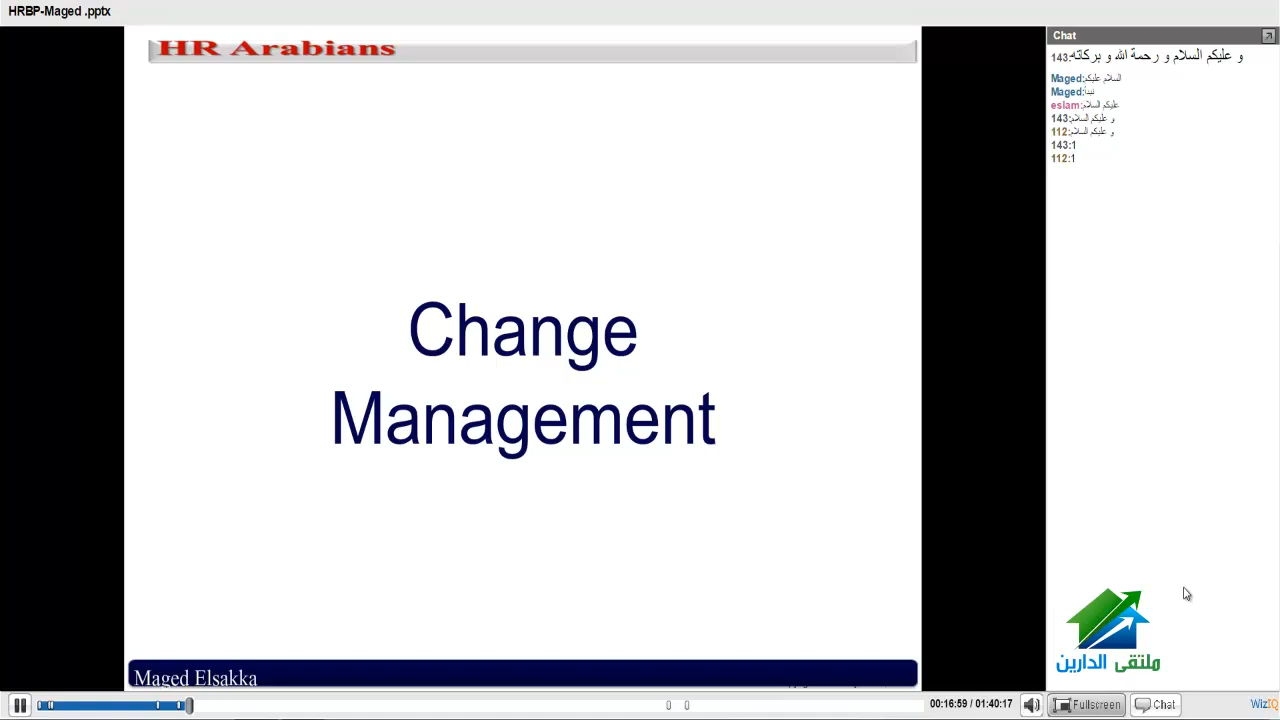 HRBP-Maged .pptx
HR Arabians
Change
Management
Maged Elsakka
Chat
143:و عليكم السلام و رحمة الله و بركاته
Maged:السلام عليكم
Maged:نبدأ
eslam:عليكم السلام
143:و عليكم السلام
112:و عليكم السلام
143:1
112:1
ملتقى الدارين
00:16:59 / 01:40:17
Fullscreen
Chat
WizIQ